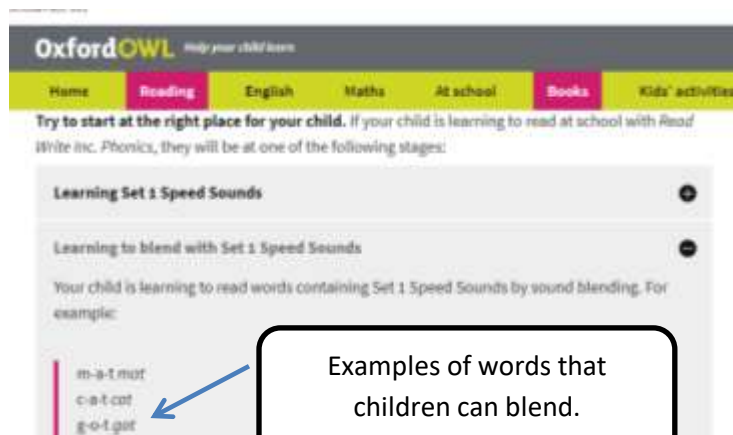 OxfordOWL Help your child learn
Home Reading English Maths At school Books Kids' activities
Try to start at the right place for your child. If your child is learning to read at school with Read
Write Inc. Phonics, they will be at one of the following stages:
Learning Set 1 Speed Sounds
Learning to blend with Set 1 Speed Sounds
Your child is learning to read words containing Set 1 Speed Sounds by sound blending. For
example:
m-a-t mat
c-a-t cat
g-o-t got
Examples of words that
children can blend.